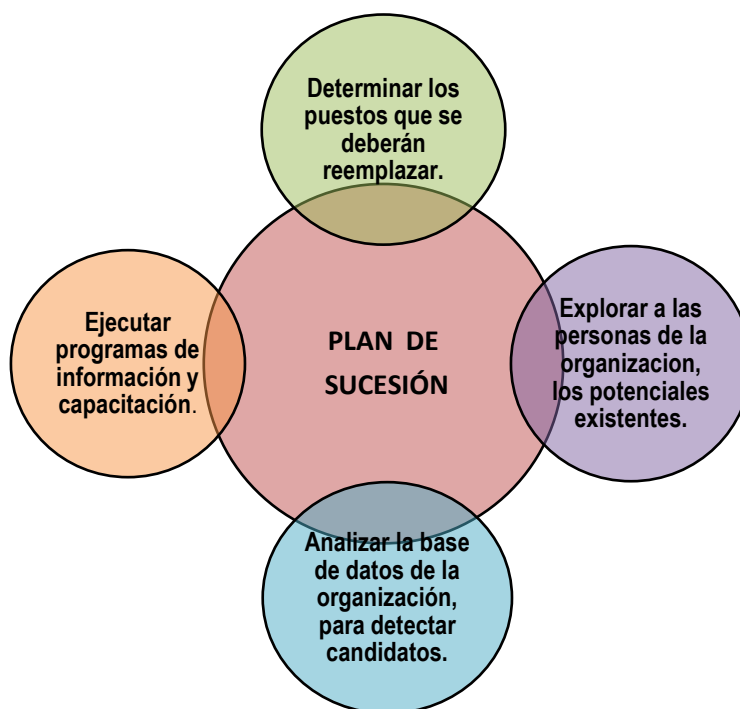 Determinar los
puestos que se
deberán
reemplazar.
Ejecutar
programas de
información y
capacitación.
PLAN DE
SUCESIÓN
Explorar a las
personas de la
organizacion,
los potenciales
existentes.
Analizar la base
de datos de la
organización,
para detectar
candidatos.